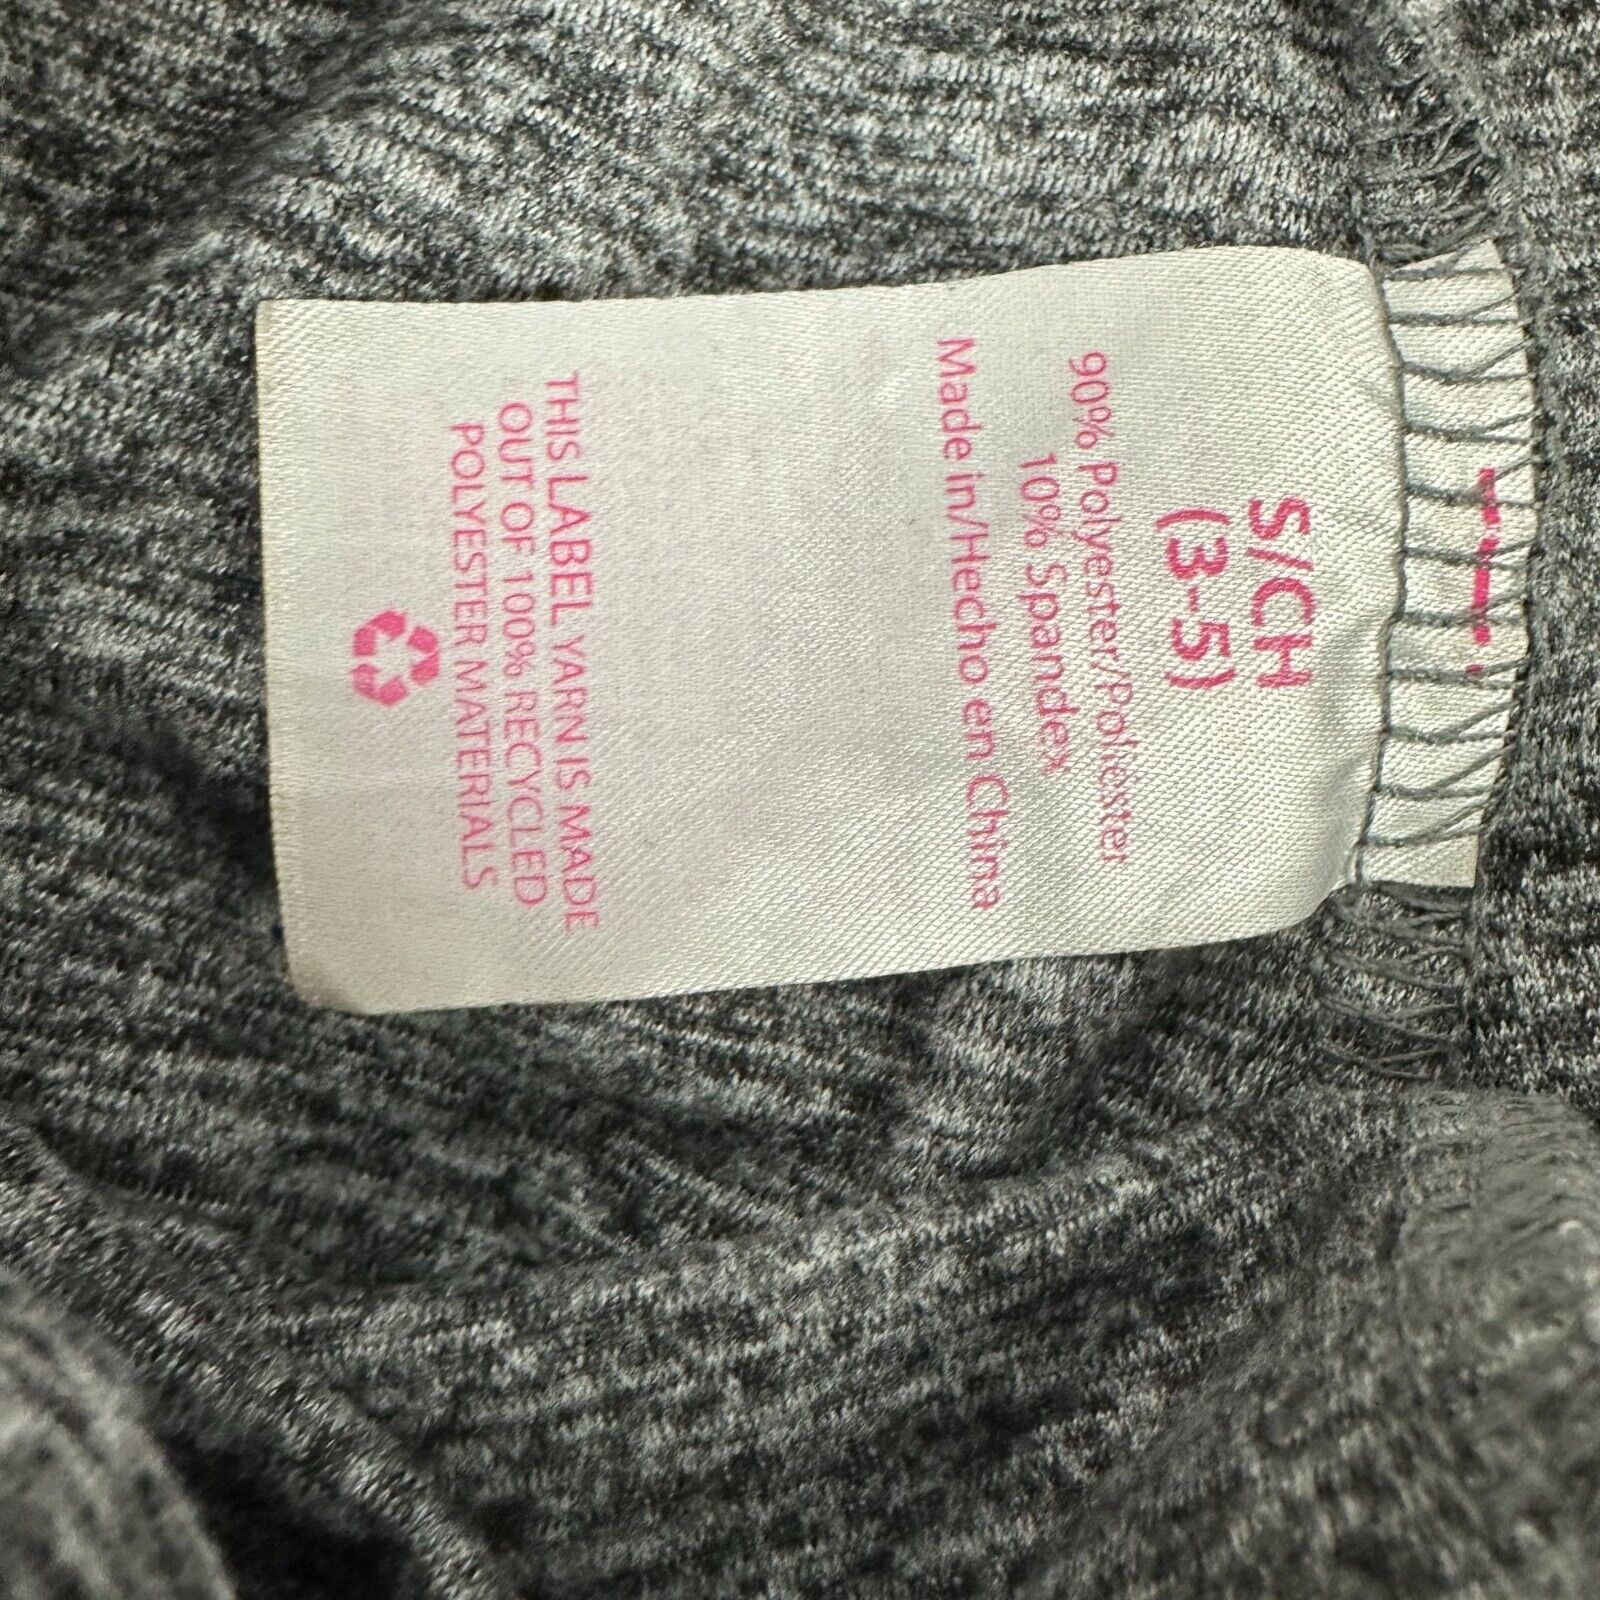 S/CH
(3-5)
90% Polyester/Poliéster
10% Spandex
Made in/Hecho en China
THIS LABEL YARN IS MADE
OUT OF 100% RECYCLED
POLYESTER MATERIALS